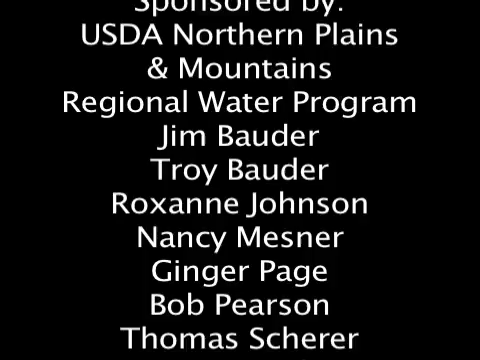 Sponsored by:
USDA Northern Plains
& Mountains
Regional Water Program
Jim Bauder
Troy Bauder
Roxanne Johnson
Nancy Mesner
Ginger Page
Bob Pearson
Thomas Scherer